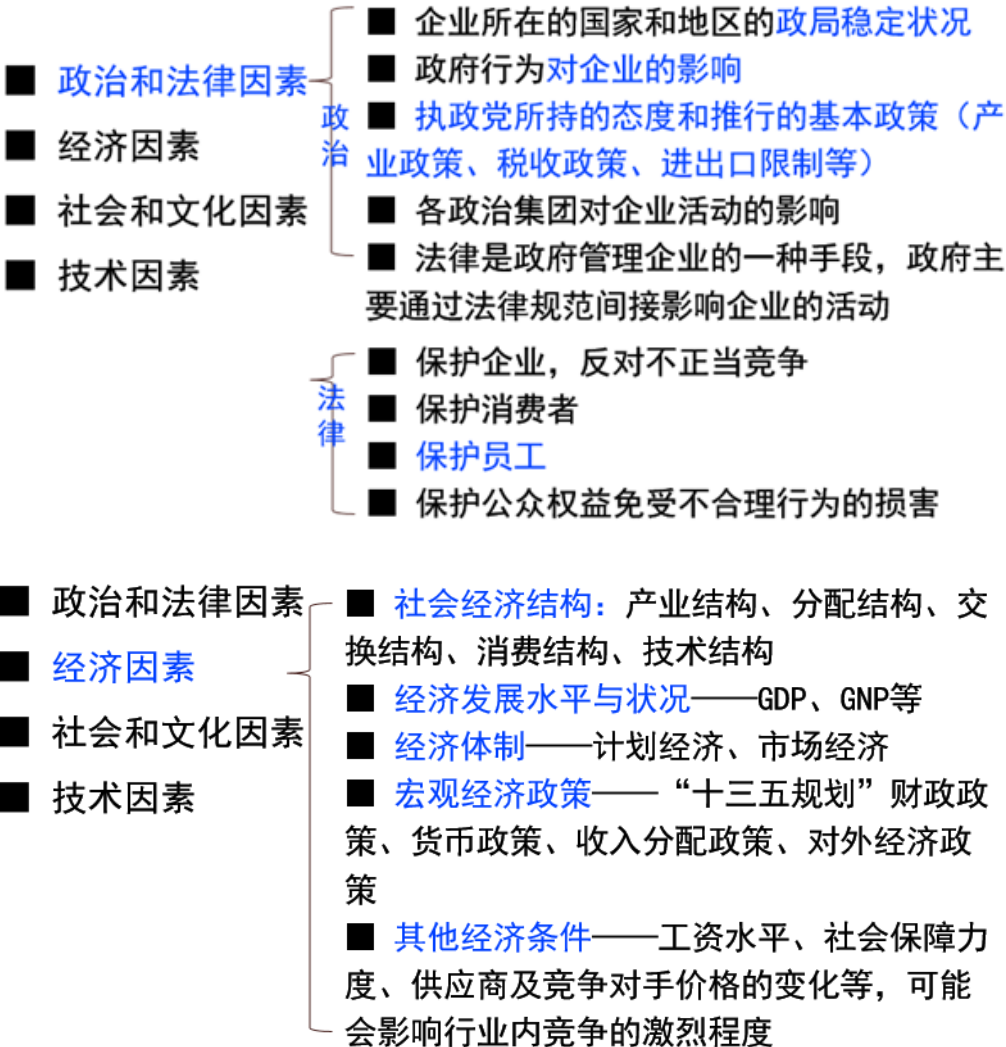 ■ 政治和法律因素
■ 经济因素
■ 社会和文化因素
■ 技术因素
政
治
■ 企业所在的国家和地区的政局稳定状况
■ 政府行为对企业的影响
■ 执政党所持的态度和推行的基本政策（产
业政策、税收政策、进出口限制等）
■ 各政治集团对企业活动的影响
■ 法律是政府管理企业的一种手段，政府主
要通过法律规范间接影响企业的活动
法
律
■ 保护企业，反对不正当竞争
■ 保护消费者
■ 保护员工
■ 保护公众权益免受不合理行为的损害
■ 政治和法律因素
■ 经济因素
■ 社会和文化因素
■ 技术因素
■ 社会经济结构：产业结构、分配结构、交
换结构、消费结构、技术结构
■ 经济发展水平与状况——GDP、GNP等
■ 经济体制——计划经济、市场经济
■ 宏观经济政策——“十三五规划”财政政
策、货币政策、收入分配政策、对外经济政
策
■ 其他经济条件——工资水平、社会保障力
度、供应商及竞争对手价格的变化等，可能
会影响行业内竞争的激烈程度